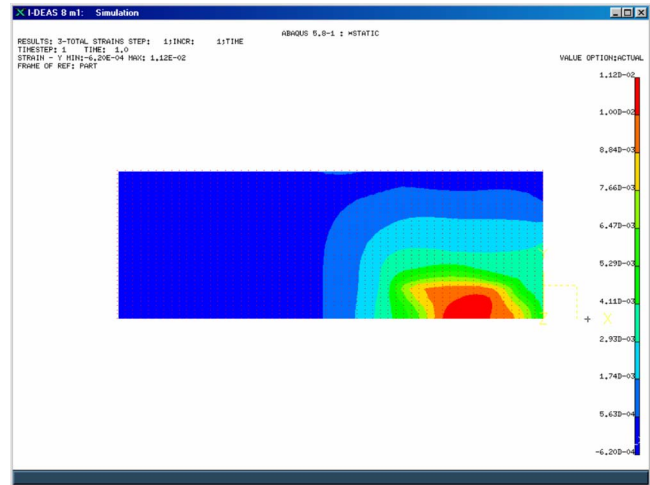 I-DEAS 8 m1: Simulation
ABAQUS 5.8-1 : *STATIC
RESULTS: 3-TOTAL STRAINS STEP: 1;INCR: 1;TIME
TIMESTEP: 1 TIME: 1.0
STRAIN - Y MIN:-6.20E-04 MAX: 1.12E-02
FRAME OF REF: PART
VALUE OPTION:ACTUAL
1.12D-02
1.00D-02
8.84D-03
7.66D-03
6.47D-03
5.29D-03
4.11D-03
2.93D-03
1.74D-03
5.63D-04
-6.20D-04
Y
Z
X